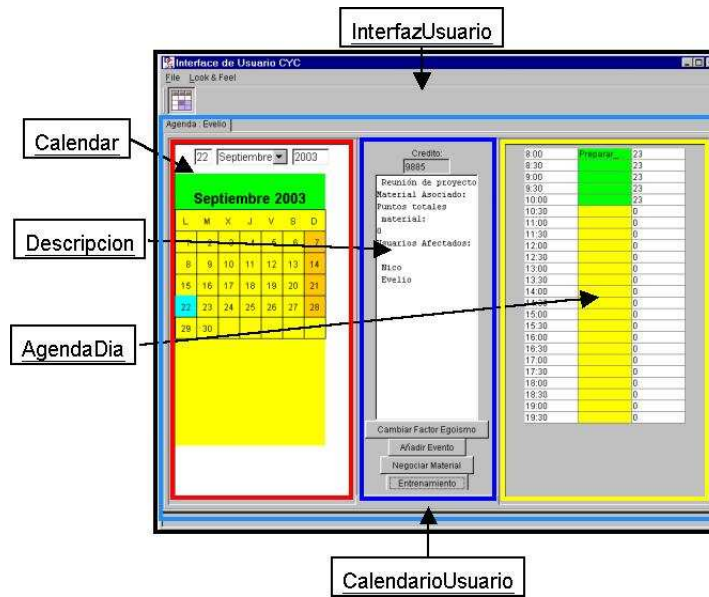 InterfazUsuario
Interface de Usuario CYC
File Look & Feel
Agenda : Evelio
Calendar
22 Septiembre 2003
Septiembre 2003
L M X J V S D
2 3 4 5 6 7
8 9 10 11 12 13 14
15 16 17 18 19 20 21
22 23 24 25 26 27 28
29 30
Descripcion
AgendaDia
Credito:
9885
Reunión de proyecto
Material Asociado:
Puntos totales
material:
0
Usuarios Afectados:
Nico
Evelio
Cambiar Factor Egoismo
Añadir Evento
Negociar Material
Entrenamiento
8:00 Preparar_... 23
8:30 23
9:00 23
9:30 23
10:00 23
10:30 0
11:00 0
11:30 0
12:00 0
12:30 0
13:00 0
13:30 0
14:00 0
14:30 0
15:00 0
15:30 0
16:00 0
16:30 0
17:00 0
17:30 0
18:00 0
18:30 0
19:00 0
19:30 0
CalendarioUsuario